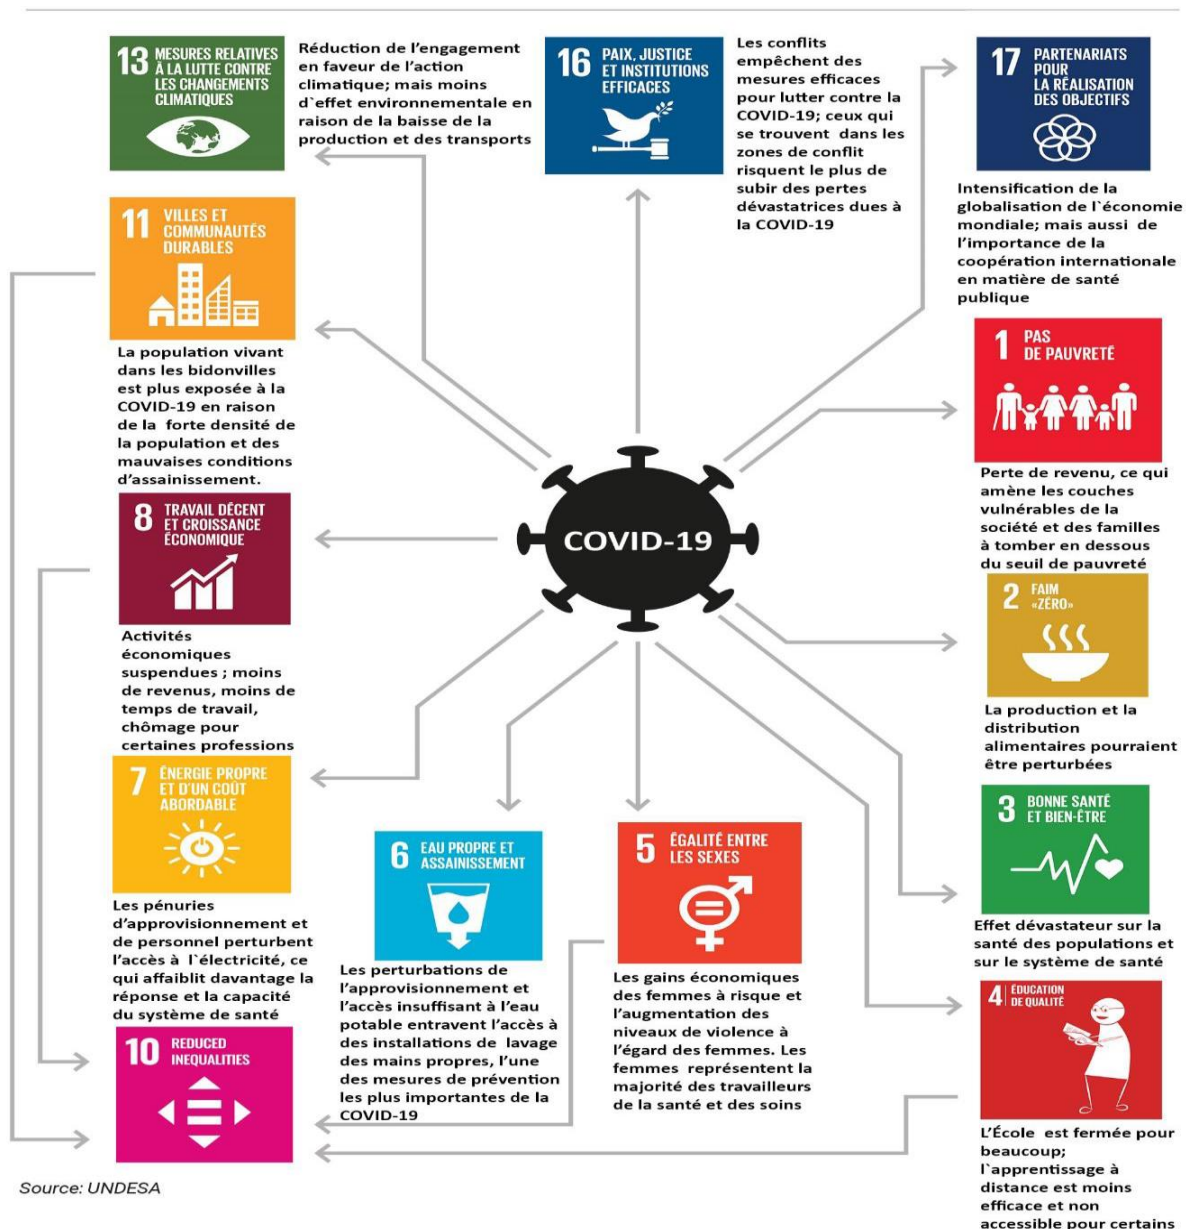 13 MESURES RELATIVES
À LA LUTTE CONTRE
LES CHANGEMENTS
CLIMATIQUES
Réduction de l'engagement
en faveur de l'action
climatique; mais moins
d`effet environnementale en
raison de la baisse de la
production et des transports
16 PAIX, JUSTICE
ET INSTITUTIONS
EFFICACES
Les conflits
empêchent des
mesures efficaces
pour lutter contre la
COVID-19; ceux qui
se trouvent dans les
zones de conflit
risquent le plus de
subir des pertes
dévastatrices dues à
la COVID-19
17 PARTENARIATS
POUR
LA RÉALISATION
DES OBJECTIFS
Intensification de la
globalisation de l`économie
mondiale; mais aussi de
l'importance de la
coopération internationale
en matière de santé
publique
11 VILLES ET
COMMUNAUTÉS
DURABLES
La population vivant
dans les bidonvilles
est plus exposée à la
COVID-19 en raison
de la forte densité de
la population et des
mauvaises conditions
d'assainissement.
1 PAS
DE PAUVRETÉ
Perte de revenu, ce qui
amène les couches
vulnérables de la
société et des familles
à tomber en dessous
du seuil de pauvreté
8 TRAVAIL DÉCENT
ET CROISSANCE
ÉCONOMIQUE
Activités
économiques
suspendues ; moins
de revenus, moins de
temps de travail,
chômage pour
certaines professions
COVID-19
2 FAIM
«ZÉRO»
La production et la
distribution
alimentaires pourraient
être perturbées
7 ÉNERGIE PROPRE
ET D'UN COÛT
ABORDABLE
Les pénuries
d'approvisionnement et
de personnel perturbent
l'accès à l`électricité, ce
qui affaiblit davantage la
réponse et la capacité
du système de santé
6 EAU PROPRE ET
ASSAINISSEMENT
Les perturbations de
l'approvisionnement et
l'accès insuffisant à l'eau
potable entravent l'accès à
des installations de lavage
des mains propres, l'une
des mesures de prévention
les plus importantes de la
COVID-19
5 ÉGALITÉ ENTRE
LES SEXES
Les gains économiques
des femmes à risque et
l'augmentation des
niveaux de violence à
l'égard des femmes. Les
femmes représentent la
majorité des travailleurs
de la santé et des soins
3 BONNE SANTÉ
ET BIEN-ÊTRE
Effet dévastateur sur la
santé des populations et
sur le système de santé
4 ÉDUCATION
DE QUALITÉ
L'École est fermée pour
beaucoup;
l`apprentissage à
distance est moins
efficace et non
accessible pour certains
10 REDUCED
INEQUALITIES
Source: UNDESA